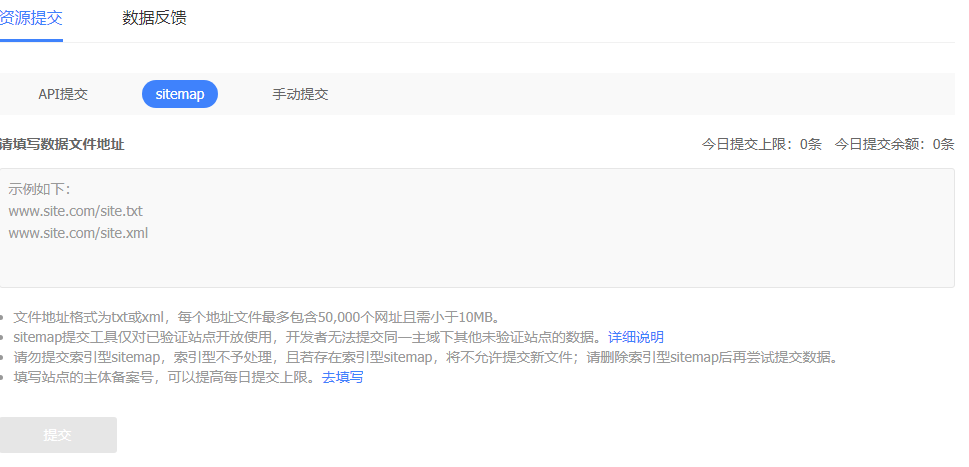 资源提交 数据反馈
API提交 sitemap 手动提交
请填写数据文件地址 今日提交上限：0条 今日提交余额：0条
示例如下：
www.site.com/site.txt
www.site.com/site.xml
文件地址格式为txt或xml，每个地址文件最多包含50,000个网址且需小于10MB。
sitemap提交工具仅对已验证站点开放使用，开发者无法提交同一主域下其他未验证站点的数据。详细说明
请勿提交索引型sitemap，索引型不予处理，且若存在索引型sitemap，将不允许提交新文件；请删除索引型sitemap后再尝试提交数据。
填写站点的主体备案号，可以提高每日提交上限。去填写
提交